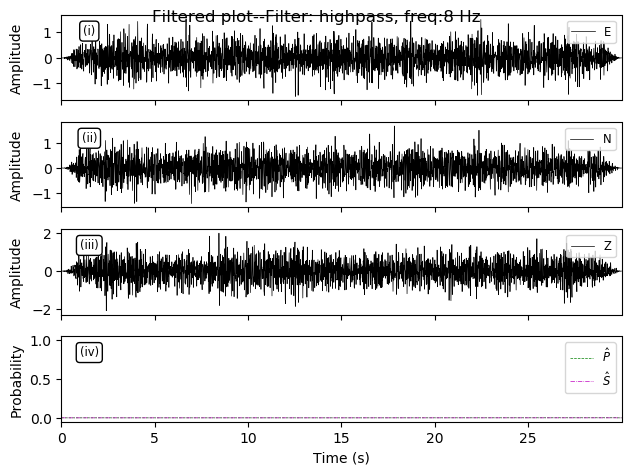 Filtered plot--Filter: highpass, freq:8 Hz
Amplitude
1
0
−1
(i)
E
Amplitude
1
0
−1
(ii)
N
Amplitude
2
0
−2
(iii)
Z
Probability
1.0
0.5
0.0
(iv)
P̂
Ŝ
0 5 10 15 20 25
Time (s)